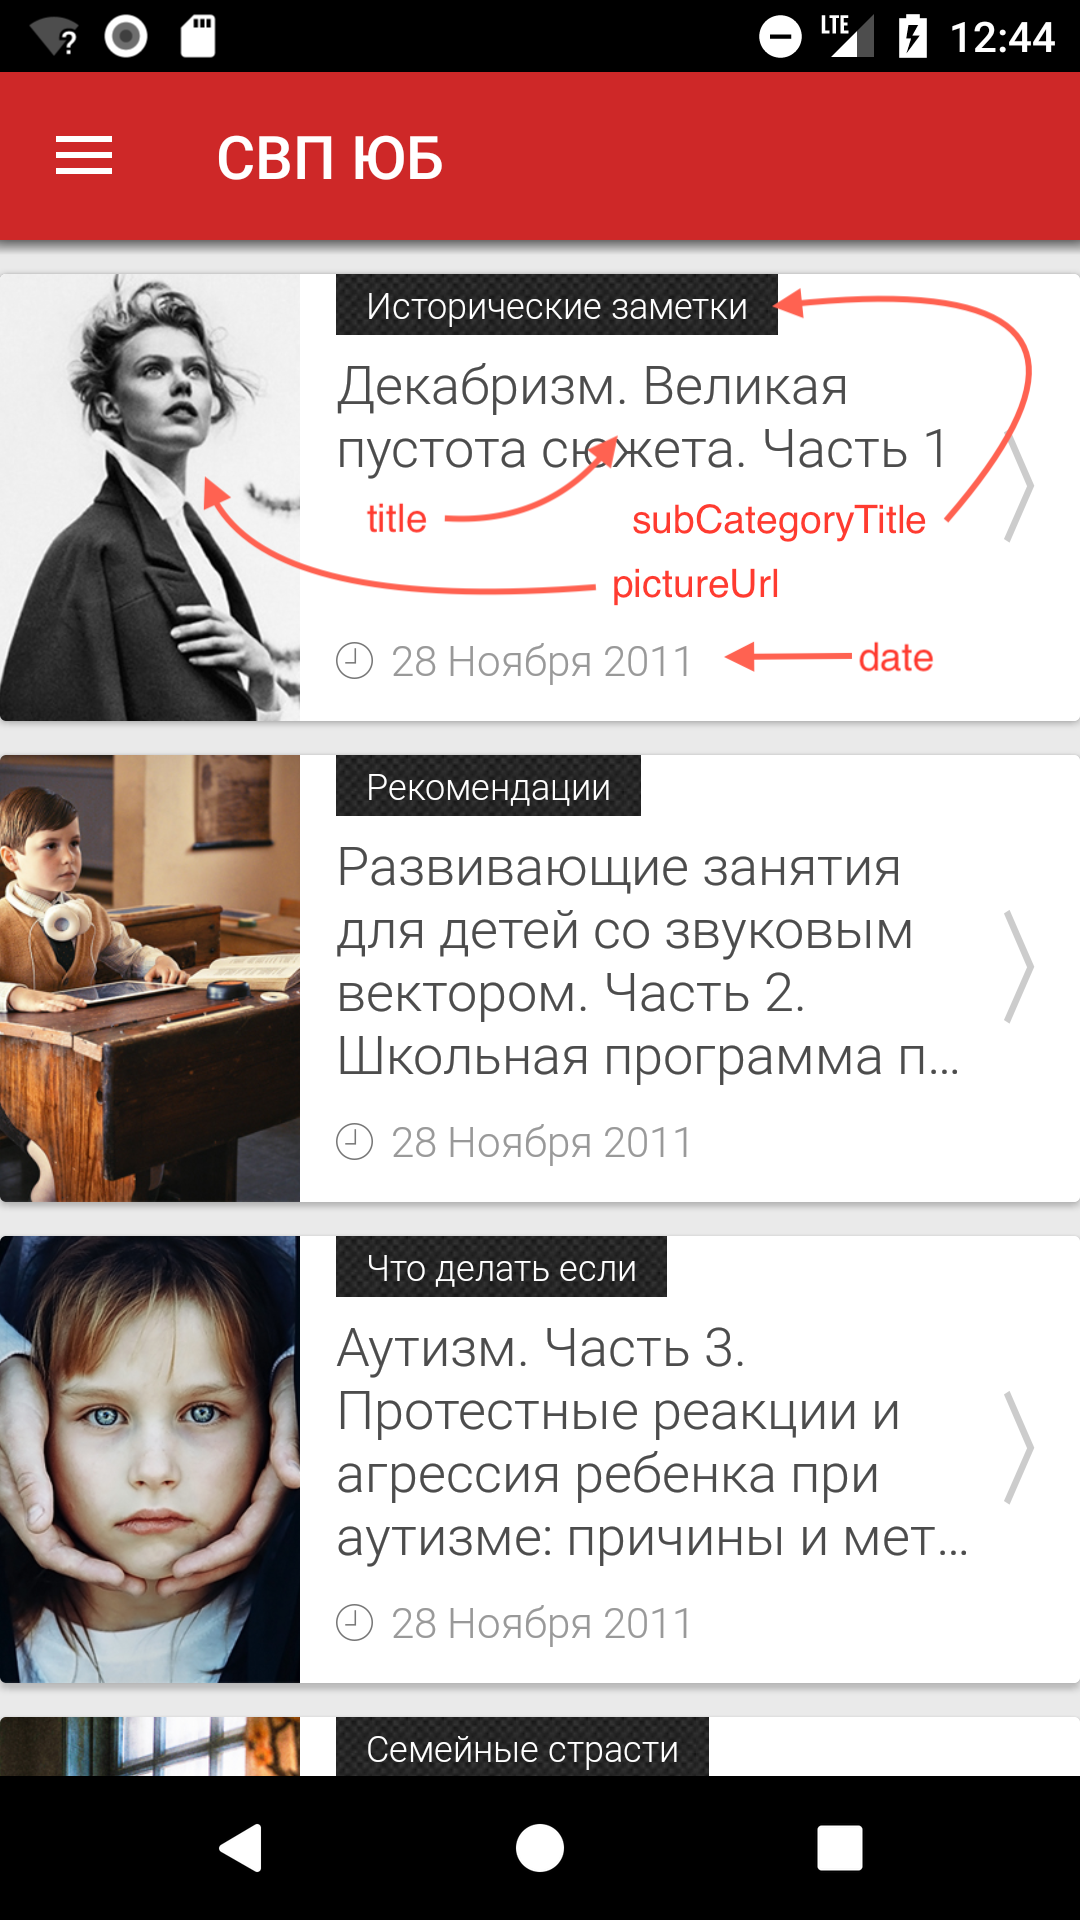 LTE 12:44
СВП ЮБ
Исторические заметки
Декабризм. Великая
пустота сюжета. Часть 1
title
subCategoryTitle
pictureUrl
28 Ноября 2011
date
Рекомендации
Развивающие занятия
для детей со звуковым
вектором. Часть 2.
Школьная программа п...
28 Ноября 2011
Что делать если
Аутизм. Часть 3.
Протестные реакции и
агрессия ребенка при
аутизме: причины и мет...
28 Ноября 2011
Семейные страсти